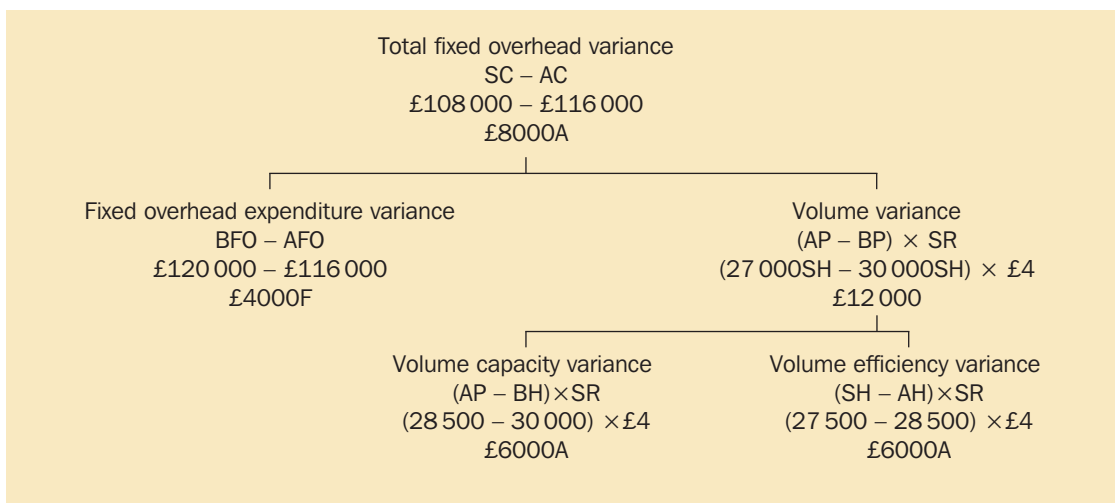 Total fixed overhead variance
SC – AC
£108 000 – £116 000
£8000A
Fixed overhead expenditure variance
BFO – AFO
£120 000 – £116 000
£4000F
Volume variance
(AP – BP) × SR
(27 000SH – 30 000SH) × £4
£12 000
Volume capacity variance
(AP – BH)×SR
(28 500 – 30 000) ×£4
£6000A
Volume efficiency variance
(SH – AH)×SR
(27 500 – 28 500) ×£4
£6000A